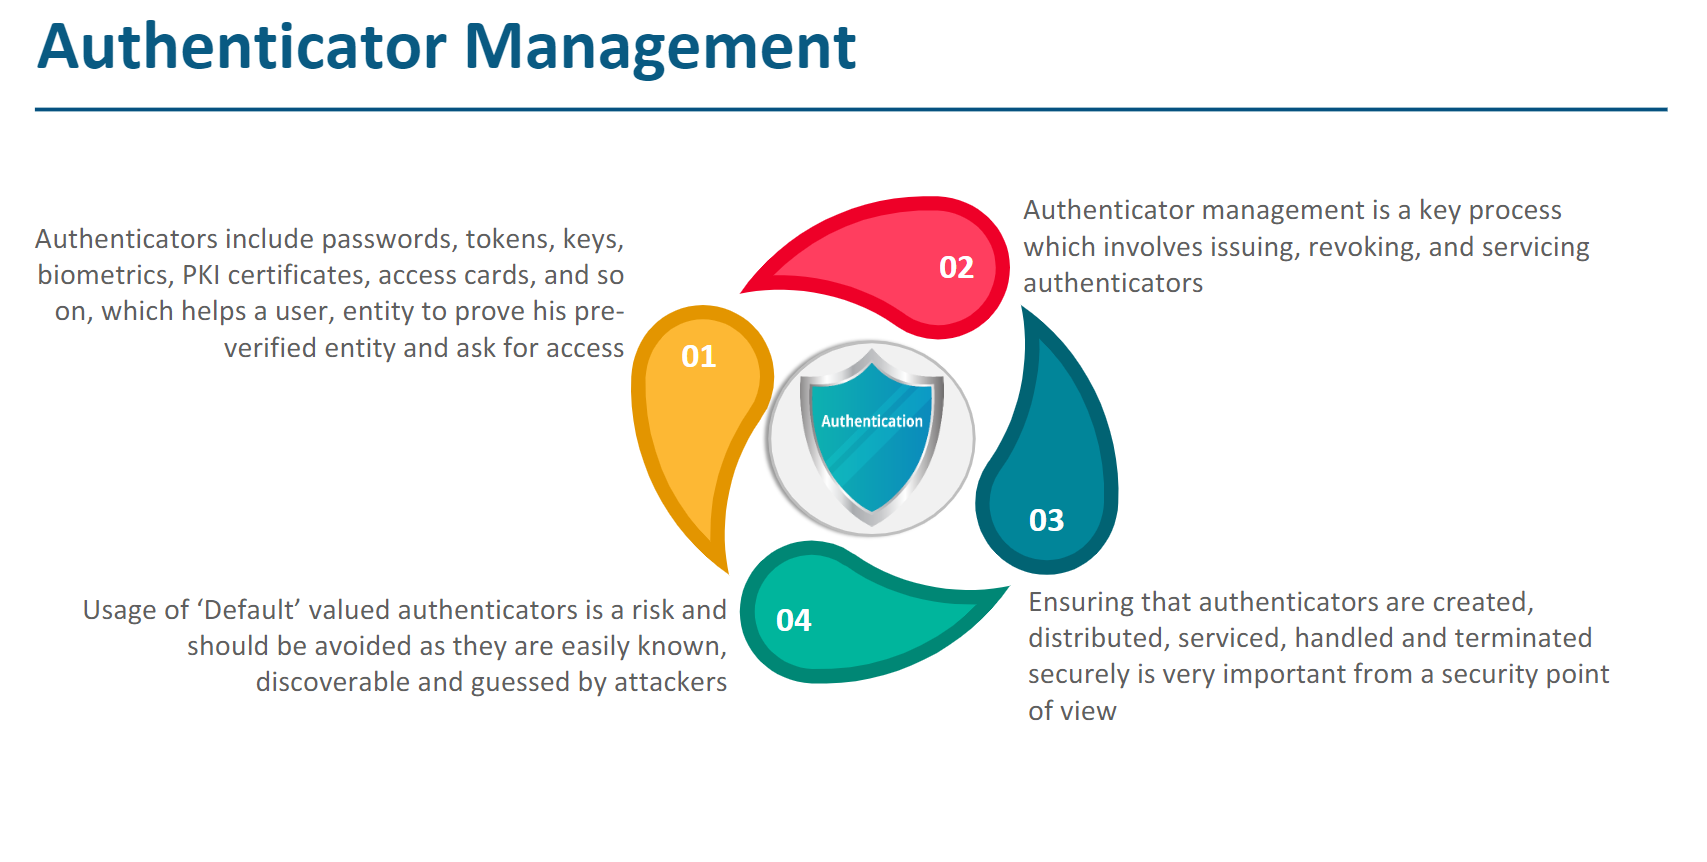 Authenticator Management
Authenticators include passwords, tokens, keys,
biometrics, PKI certificates, access cards, and so
on, which helps a user, entity to prove his pre-
verified entity and ask for access
01
02
Authenticator management is a key process
which involves issuing, revoking, and servicing
authenticators
Authentication
03
Ensuring that authenticators are created,
distributed, serviced, handled and terminated
securely is very important from a security point
of view
04
Usage of ‘Default’ valued authenticators is a risk and
should be avoided as they are easily known,
discoverable and guessed by attackers